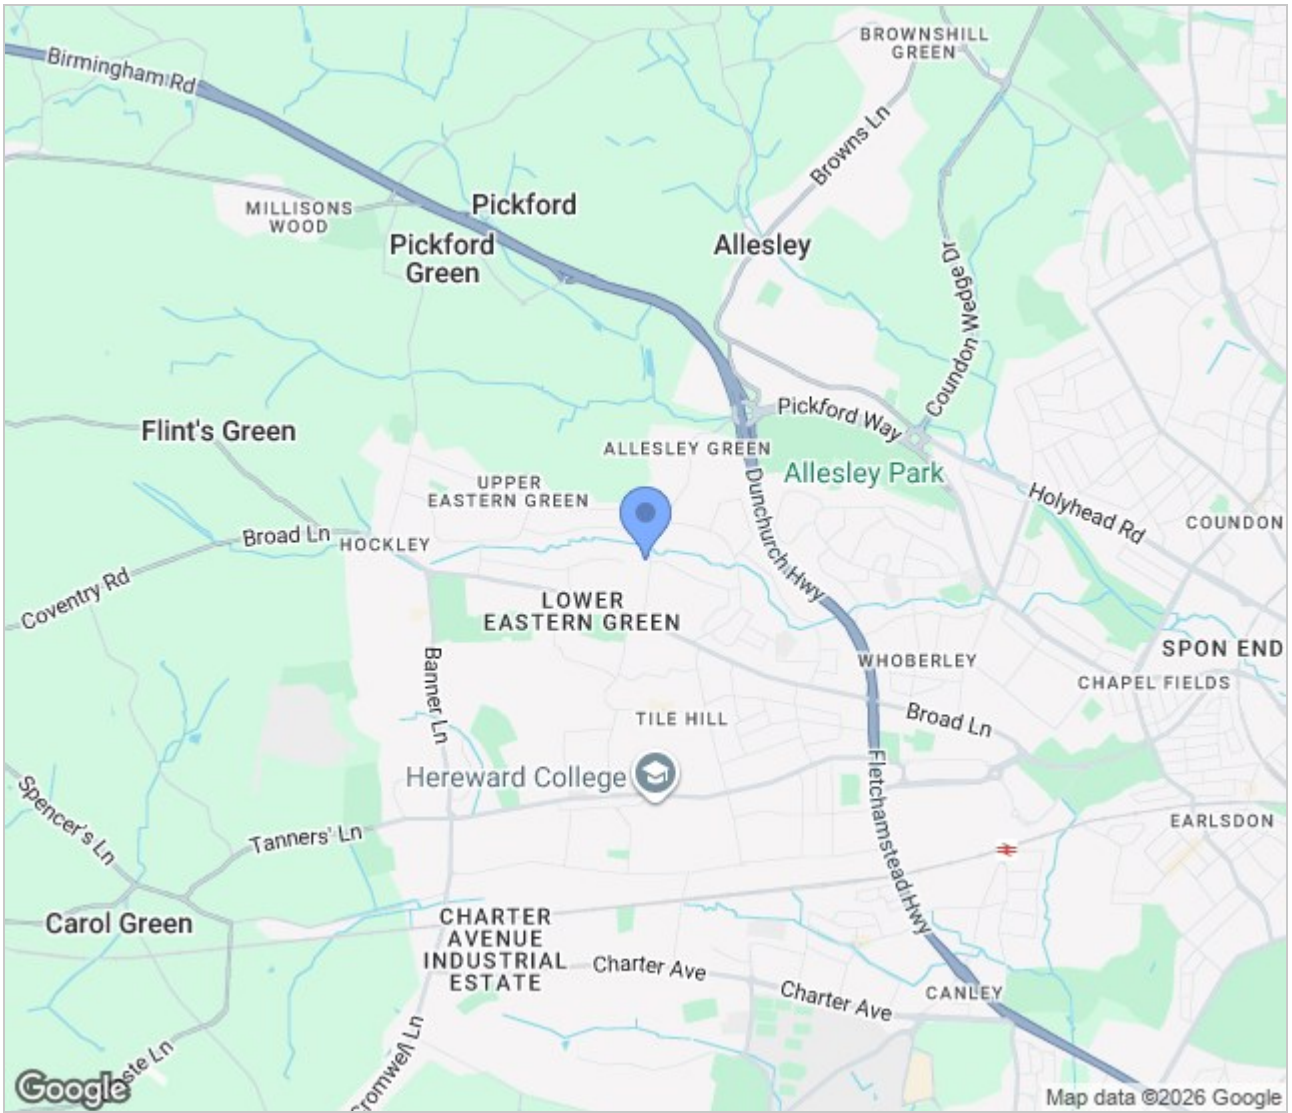 BROWNSHILL
GREEN
Birmingham Rd
Browns Ln
Pickford
MILLISONS
WOOD
Pickford
Green
Allesley
Coundon Wedge Dr
Pickford Way
Flint's Green
ALLESLEY GREEN
Allesley Park
UPPER
EASTERN GREEN
Dunchurch Hwy
Holyhead Rd
COUNDON
Broad Ln
HOCKLEY
Coventry Rd
LOWER
EASTERN GREEN
WHOBERLEY
SPON END
CHAPEL FIELDS
Banner Ln
TILE HILL
Broad Ln
Hereward College
Fletchamstead Hwy
Spencer's Ln
Tanners' Ln
EARLSDON
Carol Green
CHARTER
AVENUE
INDUSTRIAL
ESTATE
Charter Ave
Charter Ave
CANLEY
Cromwell Ln
Ln
Google
Map data ©2026 Google